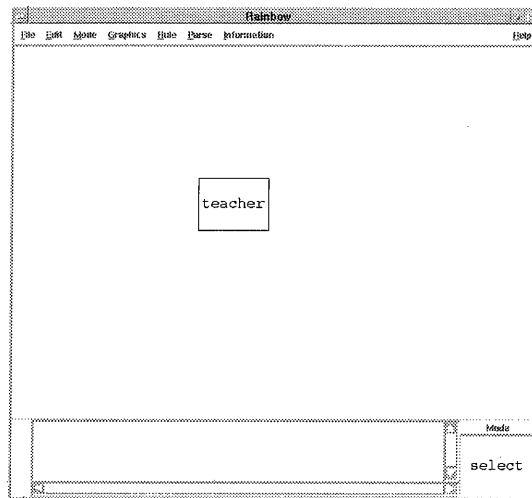 Rainbow
File Edit Mode Graphics Rule Parse Information Help
teacher
Mode
select